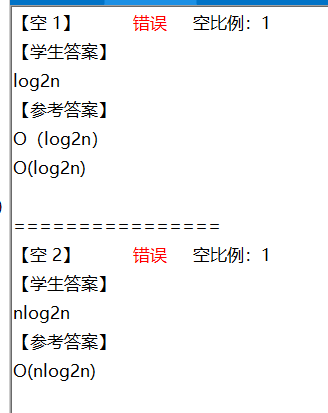 【空 1】 错误 空比例：1
【学生答案】
log2n
【参考答案】
O（log2n）
O(log2n)
================
【空 2】 错误 空比例：1
【学生答案】
nlog2n
【参考答案】
O(nlog2n)